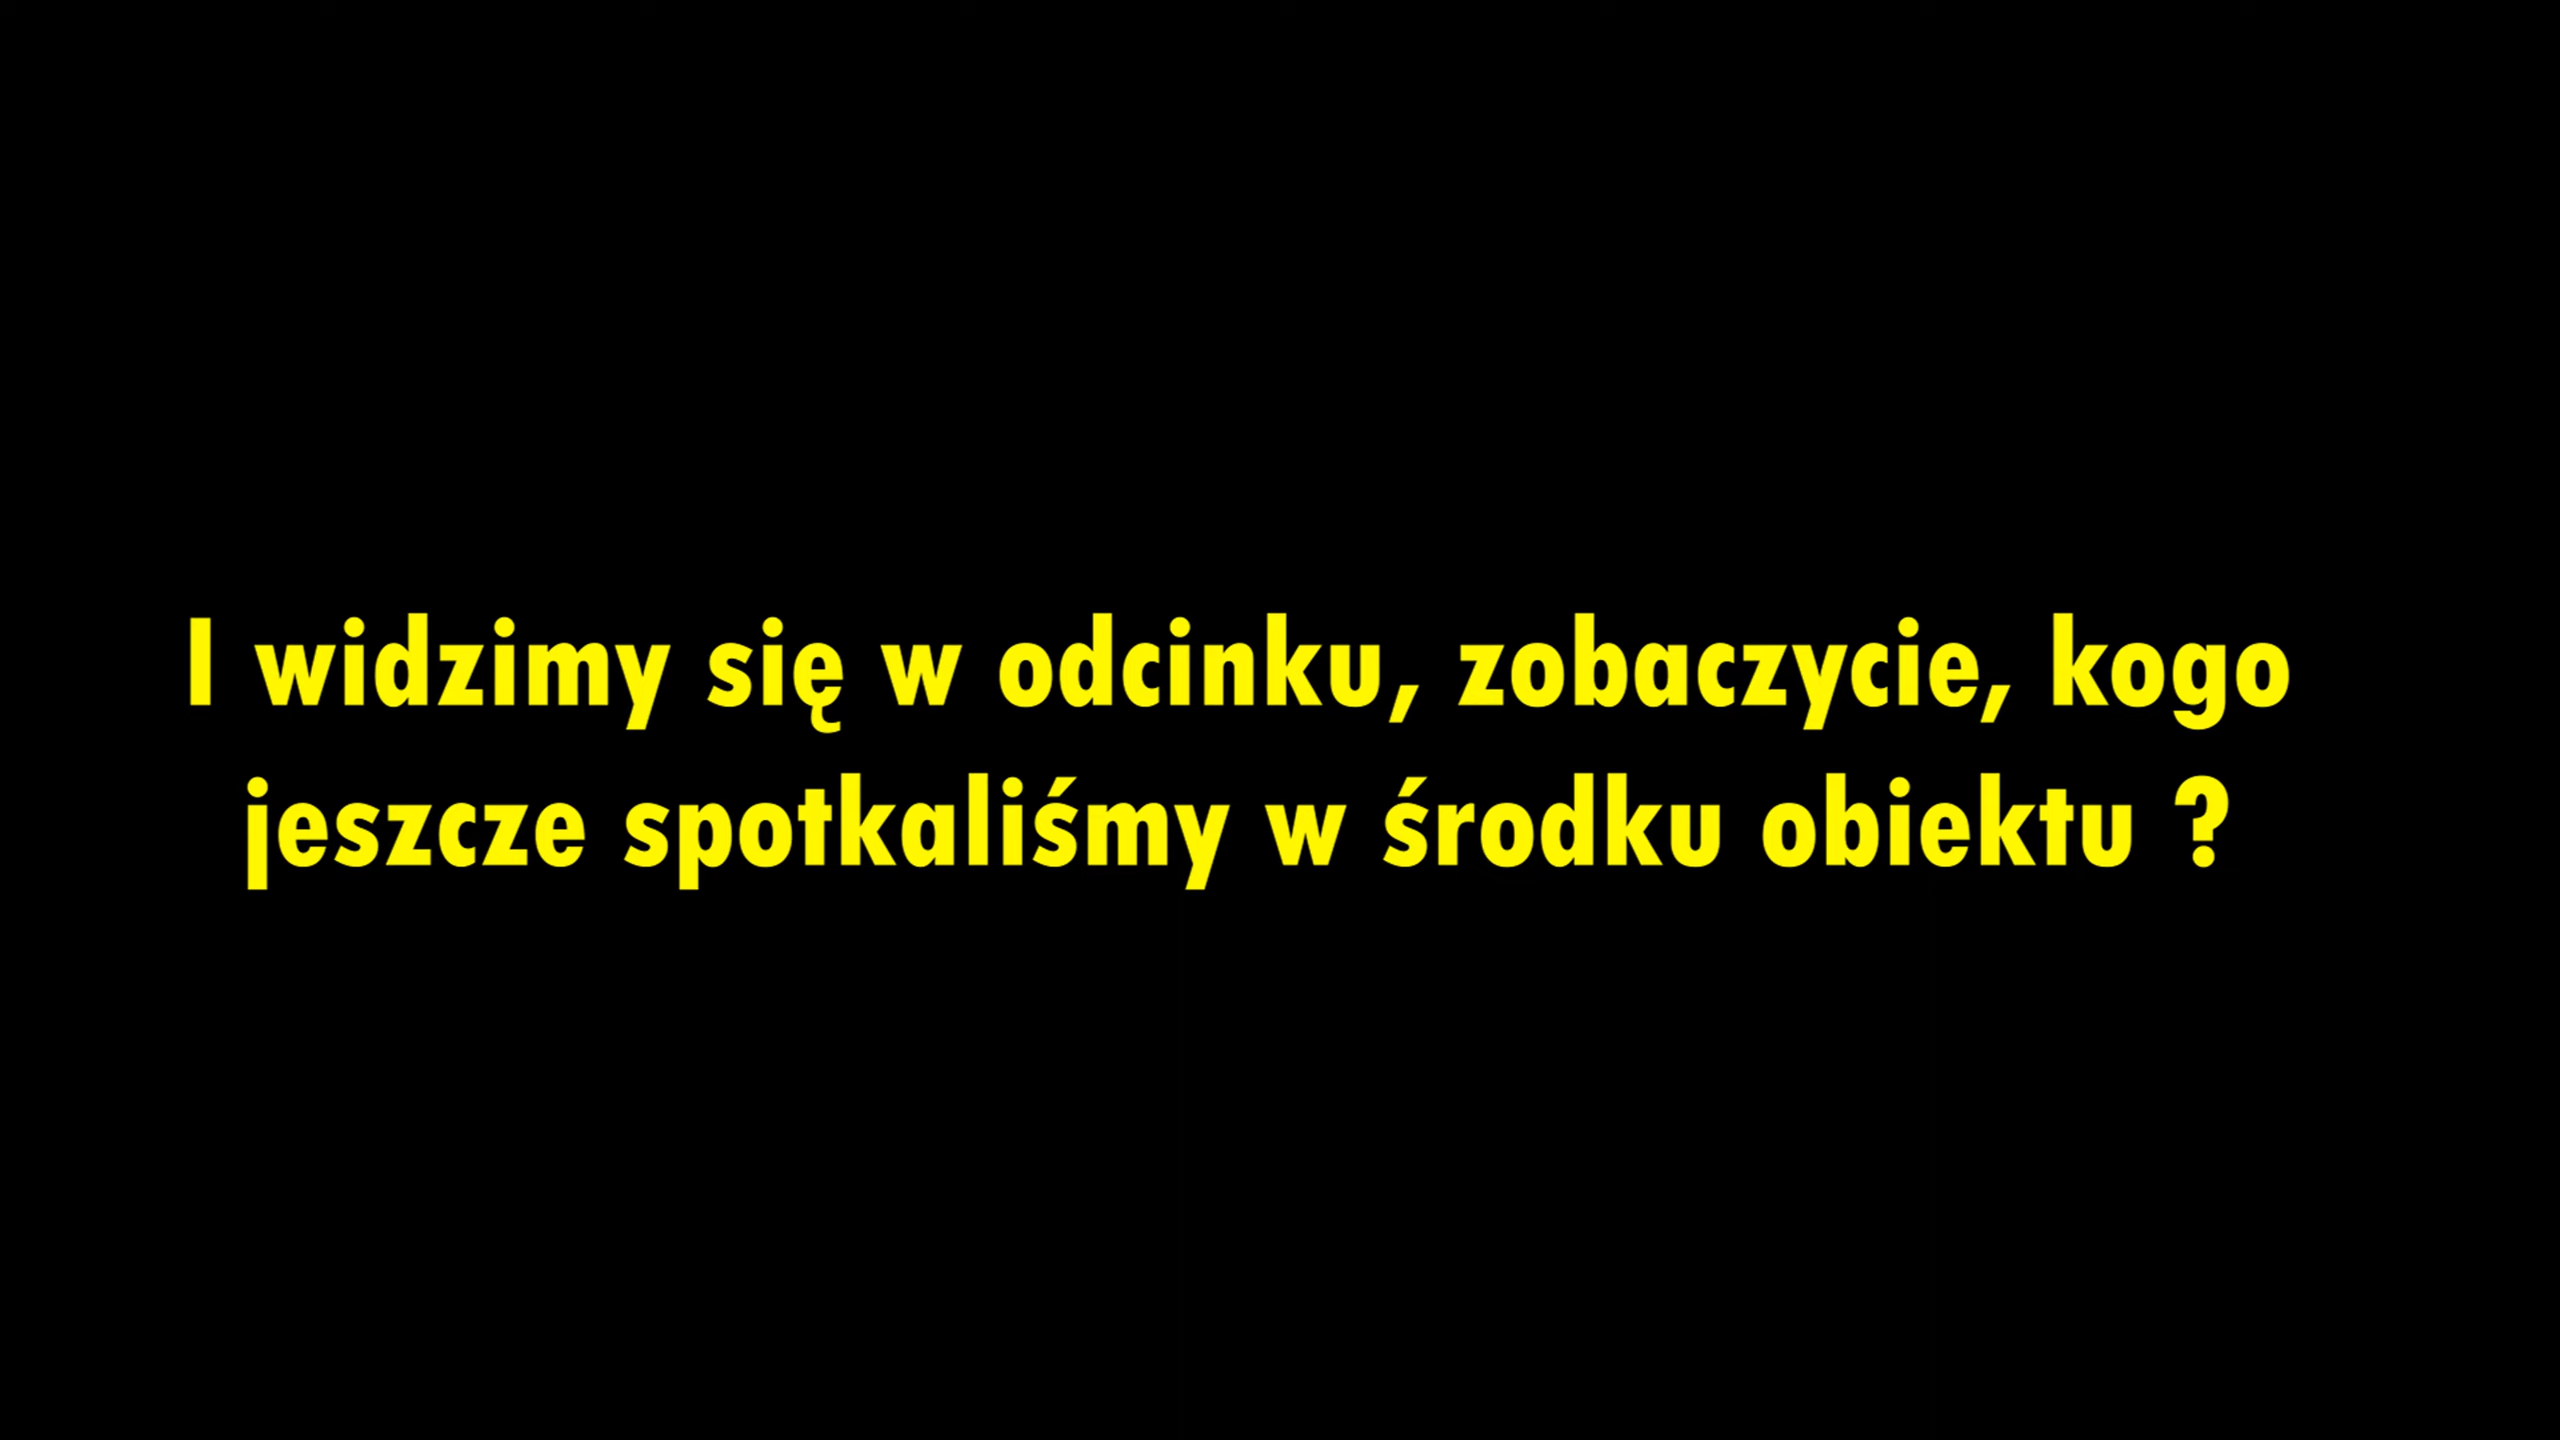 I widzimy się w odcinku, zobaczycie, kogo
jeszcze spotkaliśmy w środku obiektu ?